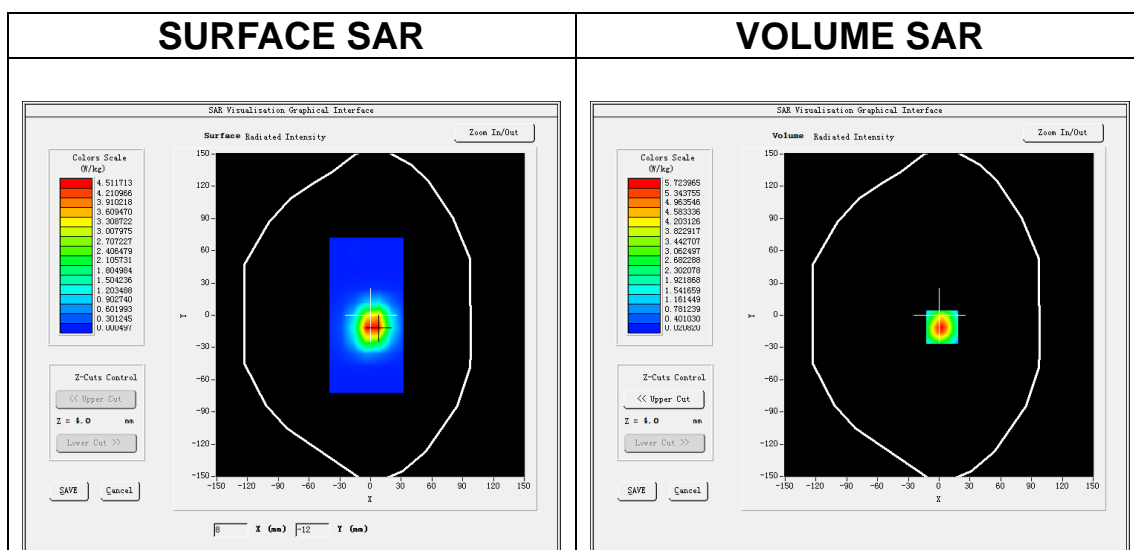 SURFACE SAR
VOLUME SAR
SAR Visualisation Graphical Interface
Surface Radiated Intensity
Zoom In/Out
Colors Scale
(W/kg)
4.511713
4.210966
3.910218
3.609470
3.308722
3.007975
2.707227
2.406479
2.105731
1.804984
1.504236
1.203488
0.902740
0.601993
0.301245
0.000497
150
120
90
60
30
0
-30
-60
-90
-120
-150
Y
-150 -120 -90 -60 -30 0 30 60 90 120 150
X
Z-Cuts Control
<< Upper Cut
Z = 4.0 mm
Lower Cut >>
SAVE Cancel
8 X (mm) -12 Y (mm)
SAR Visualisation Graphical Interface
Volume Radiated Intensity
Zoom In/Out
Colors Scale
(W/kg)
5.723965
5.343755
4.963546
4.583336
4.203126
3.822917
3.442707
3.062497
2.682288
2.302078
1.921868
1.541659
1.161449
0.781239
0.401030
0.020820
150
120
90
60
30
0
-30
-60
-90
-120
-150
Y
-150 -120 -90 -60 -30 0 30 60 90 120 150
X
Z-Cuts Control
<< Upper Cut
Z = 4.0 mm
Lower Cut >>
SAVE Cancel